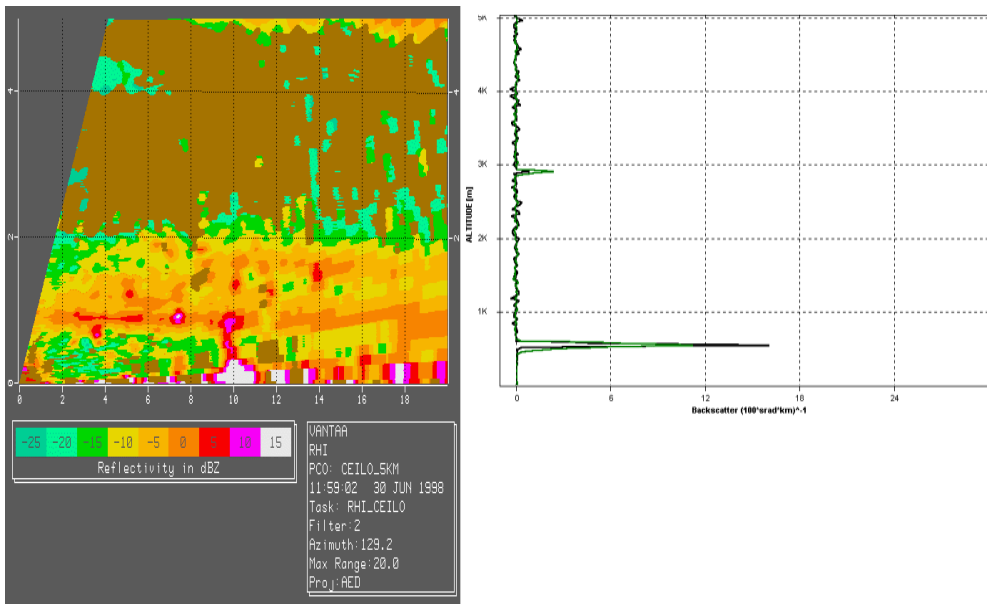 4
4
2
2
0
0 2 4 6 8 10 12 14 16 18
-25 -20 -15 -10 -5 0 5 10 15
Reflectivity in dBZ
VANTAA
RHI
PCO: CEILO_5KM
11:59:02 30 JUN 1998
Task: RHI_CEILO
Filter:2
Azimuth:129.2
Max Range:20.0
Proj:AED
5K
4K
3K
2K
1K
ALTITUDE [m]
0 6 12 18 24
Backscatter (100*srad*km)^-1